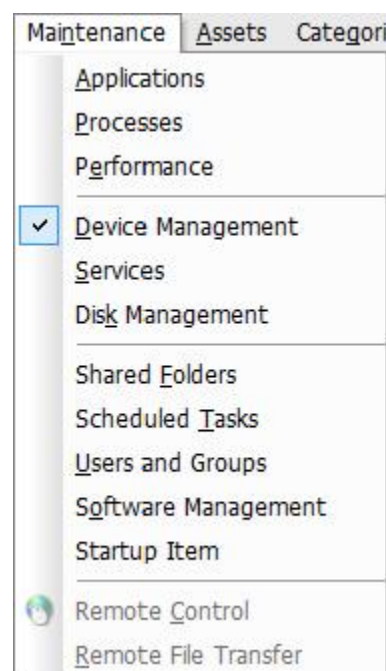 Maintenance Assets Categori
Applications
Processes
Performance
Device Management
Services
Disk Management
Shared Folders
Scheduled Tasks
Users and Groups
Software Management
Startup Item
Remote Control
Remote File Transfer